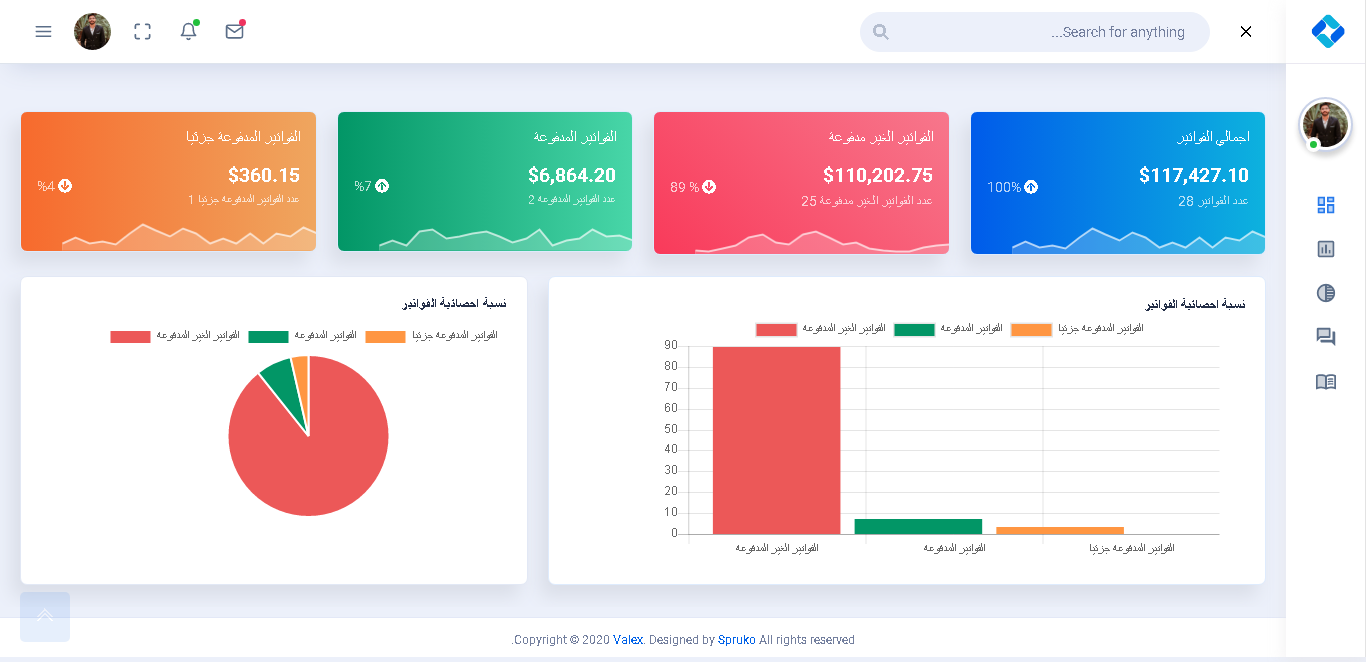 Search for anything...
اجمالي الفواتير
$117,427.10
عدد الفواتير 28
100%
الفواتير الغير مدفوعة
$110,202.75
عدد الفواتير الغير مدفوعة 25
89 %
الفواتير المدفوعة
$6,864.20
عدد الفواتير المدفوعة 2
%7
الفواتير المدفوعة جزئيا
$360.15
عدد الفواتير المدفوعة جزئيا 1
%4
نسبة احصائية الفواتير
الفواتير الغير المدفوعة الفواتير المدفوعة الفواتير المدفوعة جزئيا
90
80
70
60
50
40
30
20
10
0
الفواتير الغير المدفوعة الفواتير المدفوعة الفواتير المدفوعة جزئيا
نسبة احصائية الفواتير
الفواتير الغير المدفوعة الفواتير المدفوعة الفواتير المدفوعة جزئيا
.Copyright © 2020 Valex. Designed by Spruko All rights reserved